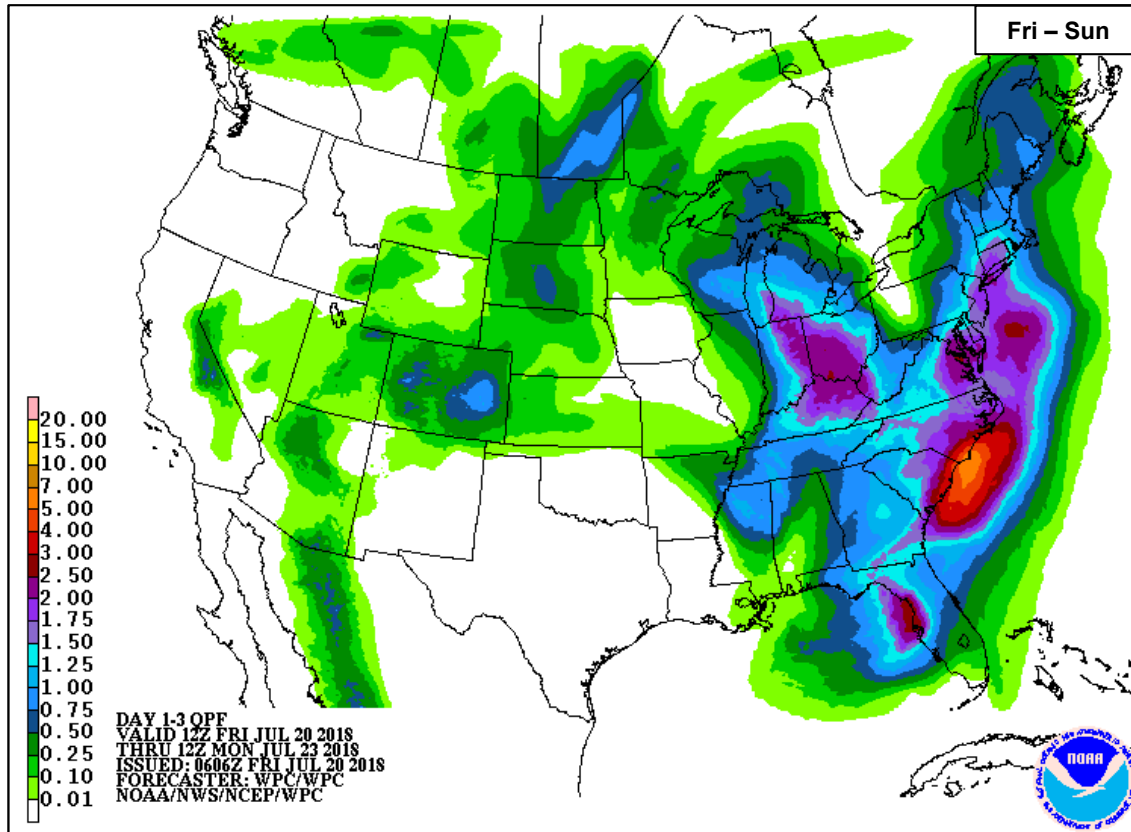 Fri – Sun
20.00
15.00
10.00
7.00
5.00
4.00
3.00
2.50
2.00
1.75
1.50
1.25
1.00
0.75
0.50
0.25
0.10
0.01
DAY 1-3 QPF
VALID 12Z FRI JUL 20 2018
THRU 12Z MON JUL 23 2018
ISSUED: 0606Z FRI JUL 20 2018
FORECASTER: WPC/WPC
NOAA/NWS/NCEP/WPC
NOAA